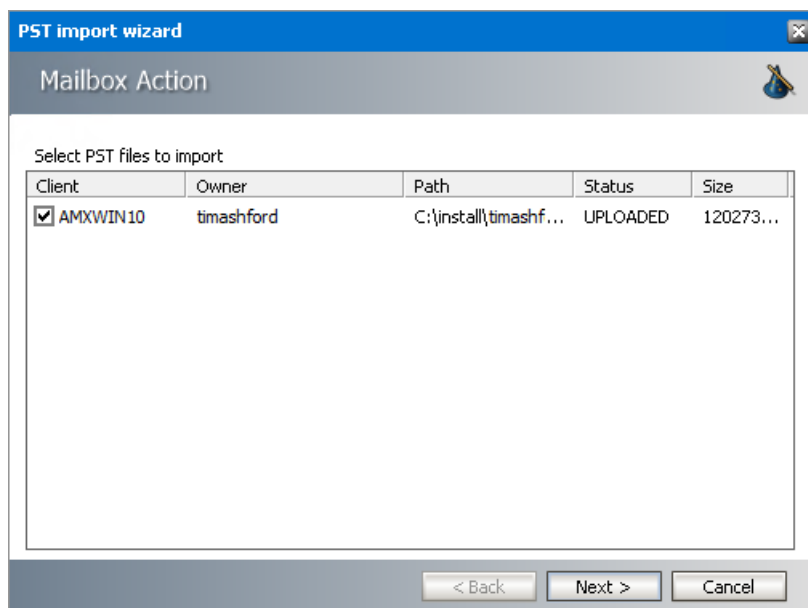 PST import wizard
Mailbox Action
Select PST files to import
Client Owner Path Status Size
AMXWIN10 timashford C:\install\timashf... UPLOADED 120273...
< Back Next > Cancel